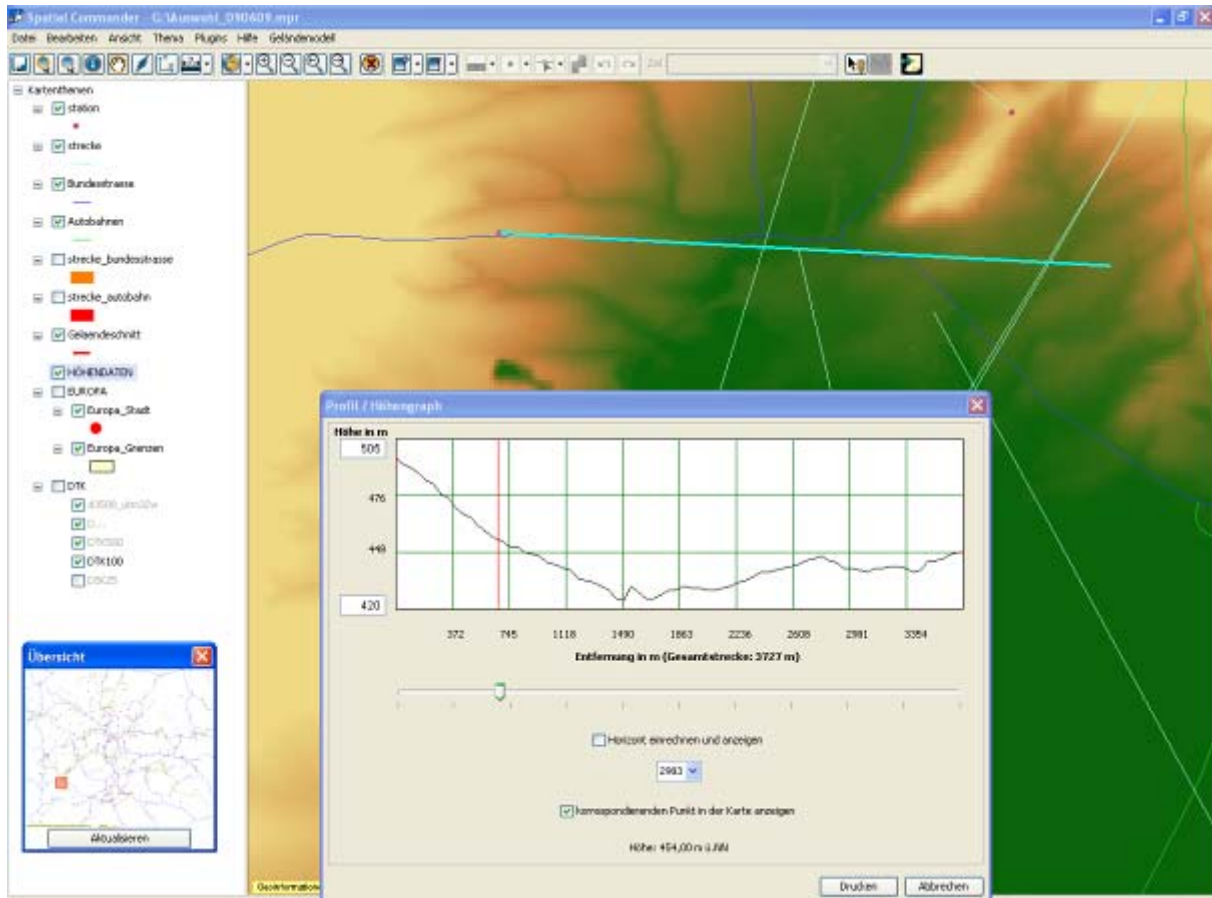 Spatial Commander - G:\Auswahl_090609.mpr
Datei Bearbeiten Ansicht Thema Plugins Hilfe Geländemodell
Kartenthemen
station
strecke
Bundesstrasse
Autobahnen
strecke_bundesstrasse
strecke_autobahn
Gelaendeschnitt
HÖHENDATEN
EUROPA
Europa_Stadt
Europa_Grenzen
DTK
DTK100
Übersicht
Aktualisieren
Profil / Höhengraph
Höhe in m
505
476
448
420
372 745 1118 1490 1863 2236 2608 2981 3354
Entfernung in m (Gesamtstrecke: 3727 m)
Horizont einrechnen und anzeigen
2983
korrespondierenden Punkt in der Karte anzeigen
Höhe: 454,00 m ü.NN
Drucken Abbrechen